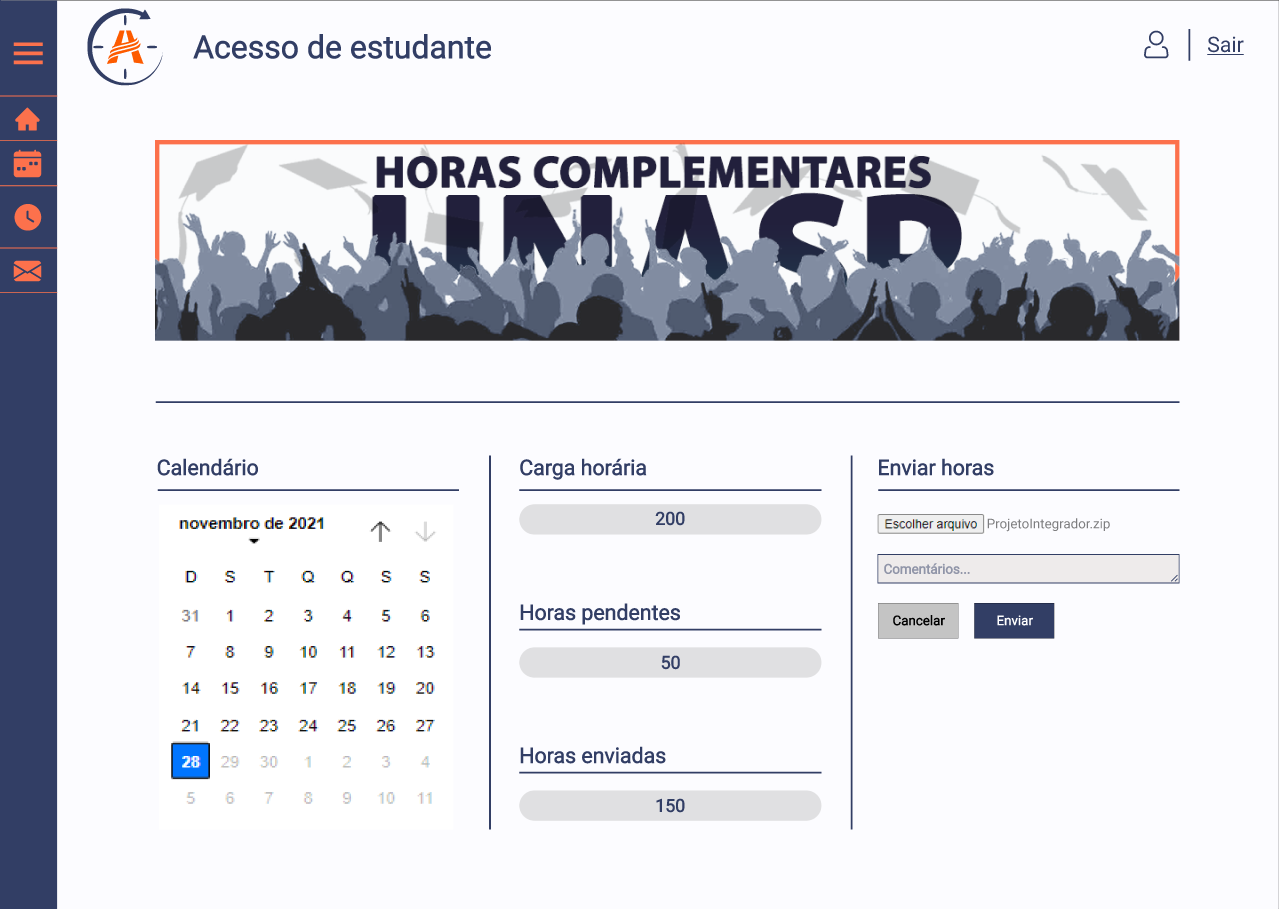 Acesso de estudante
Sair
HORAS COMPLEMENTARES
UNASP
Calendário
novembro de 2021
D S T Q Q S S
31 1 2 3 4 5 6
7 8 9 10 11 12 13
14 15 16 17 18 19 20
21 22 23 24 25 26 27
28 29 30 1 2 3 4
5 6 7 8 9 10 11
Carga horária
200
Horas pendentes
50
Horas enviadas
150
Enviar horas
Escolher arquivo ProjetoIntegrador.zip
Comentários...
Cancelar Enviar